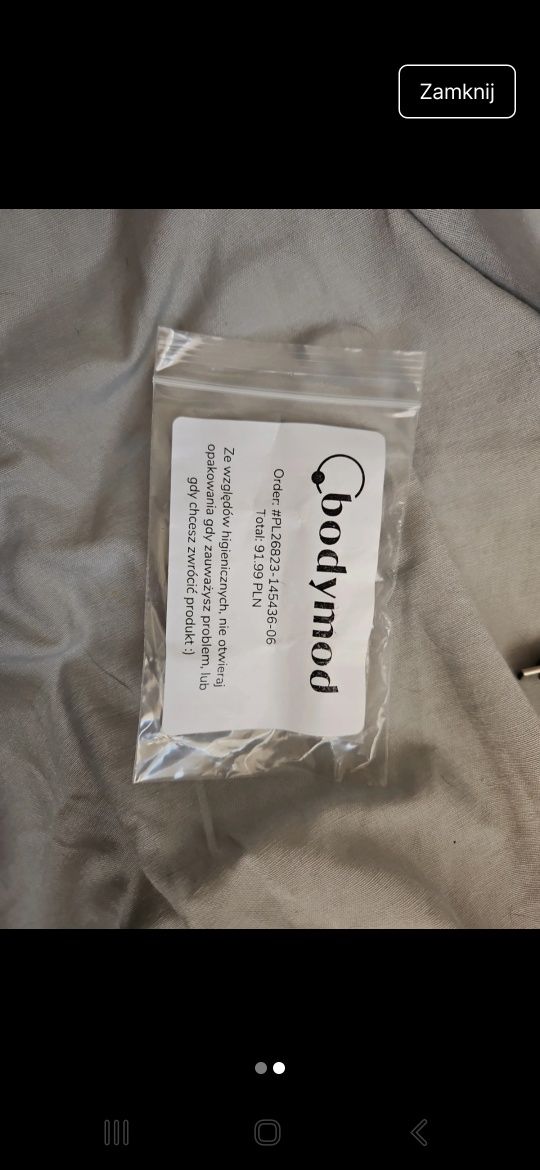 Zamknij
bodymod
Order: #PL26823-145436-06
Total: 91.99 PLN
Ze względów higienicznych, nie otwieraj
opakowania gdy zauważysz problem, lub
gdy chcesz zwrócić produkt :)